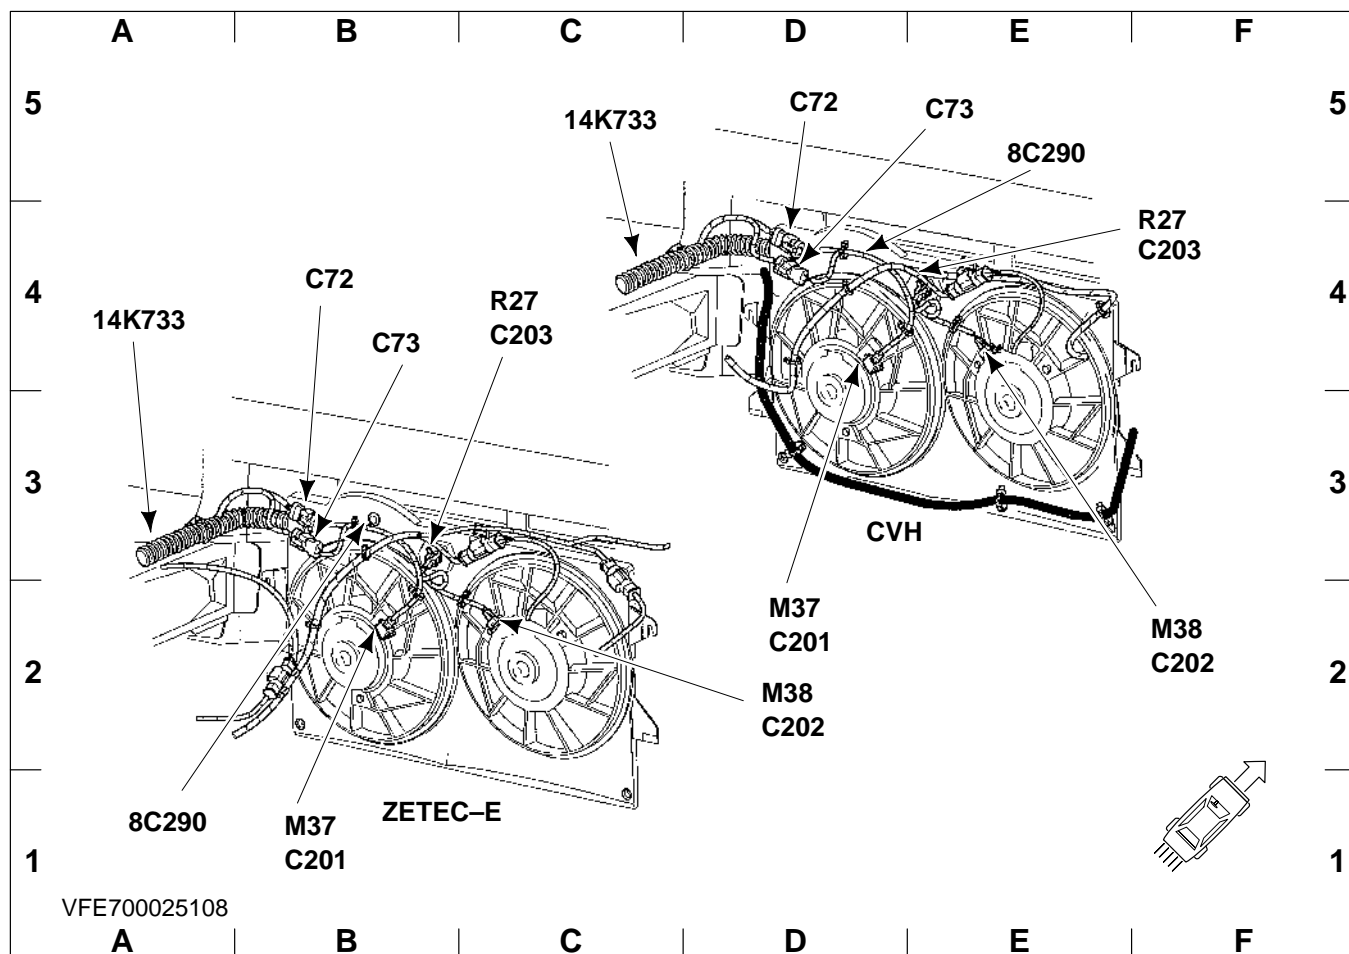 A B C D E F
5 5
C72
C73
14K733
8C290
R27
C203
4 4
C72
R27
C203
14K733
C73
3 3
CVH
M37
C201
M38
C202
2 2
M38
C202
8C290
ZETEC–E
M37
C201
1 1
VFE700025108
A B C D E F